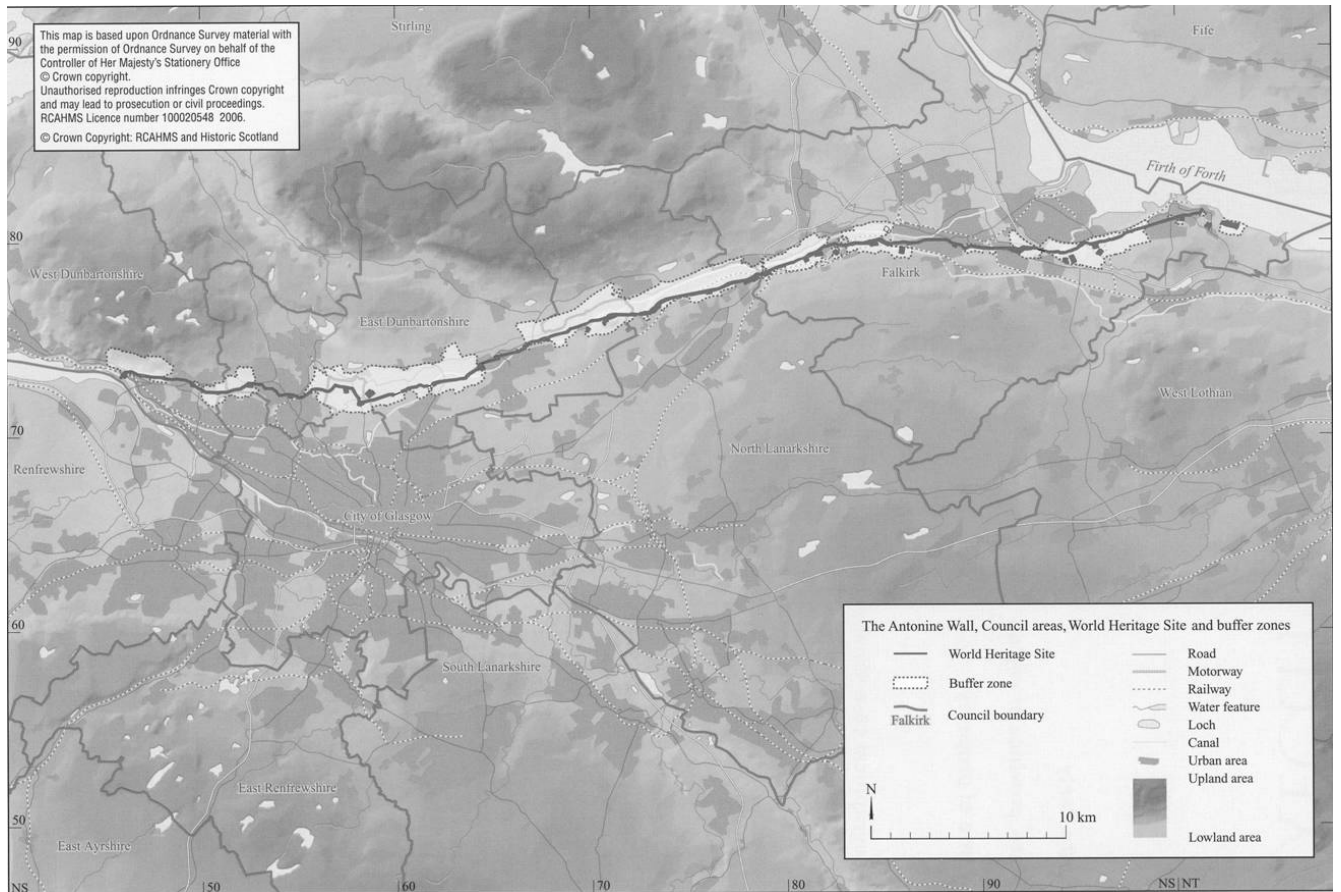 This map is based upon Ordnance Survey material with
the permission of Ordnance Survey on behalf of the
Controller of Her Majesty's Stationery Office
© Crown copyright.
Unauthorised reproduction infringes Crown copyright
and may lead to prosecution or civil proceedings.
RCAHMS Licence number 100020548 2006.
© Crown Copyright: RCAHMS and Historic Scotland
90
Stirling
Fife
Firth of Forth
80
West Dunbartonshire
Falkirk
East Dunbartonshire
West Lothian
70
Renfrewshire
North Lanarkshire
City of Glasgow
60
South Lanarkshire
East Renfrewshire
50
East Ayrshire
NS
50
60
70
80
90
NS NT
The Antonine Wall, Council areas, World Heritage Site and buffer zones
World Heritage Site
Buffer zone
Falkirk Council boundary
Road
Motorway
Railway
Water feature
Loch
Canal
Urban area
Upland area
Lowland area
N
10 km